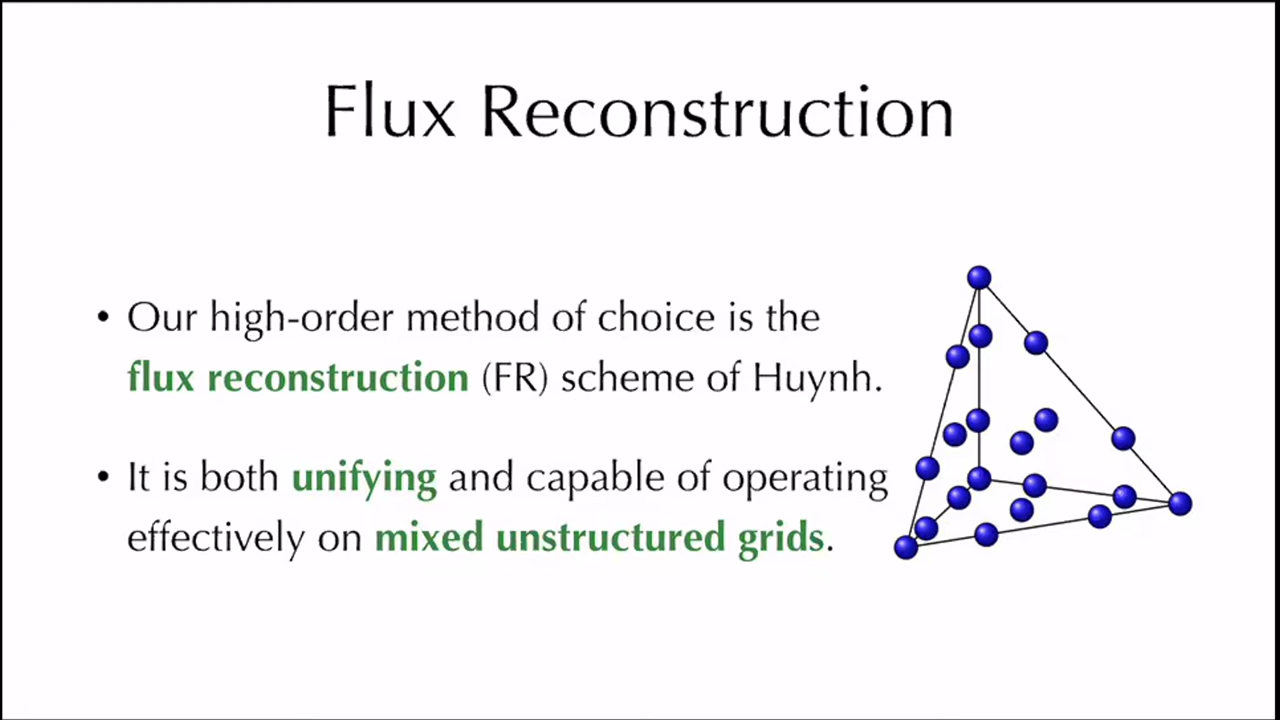 Flux Reconstruction
• Our high-order method of choice is the
flux reconstruction (FR) scheme of Huynh.
• It is both unifying and capable of operating
effectively on mixed unstructured grids.